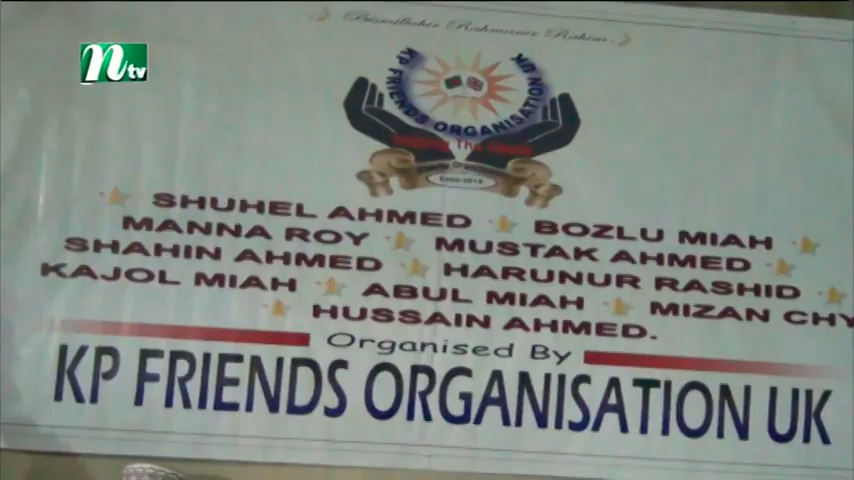 Bismillahir Rahmanir Rahim
ntv
KP FRIENDS ORGANISATION UK
SHUHEL AHMED BOZLU MIAH
MANNA ROY MUSTAK AHMED
SHAHIN AHMED HARUNUR RASHID
KAJOL MIAH ABUL MIAH MIZAN CHY
HUSSAIN AHMED.
Organised By
KP FRIENDS ORGANISATION UK